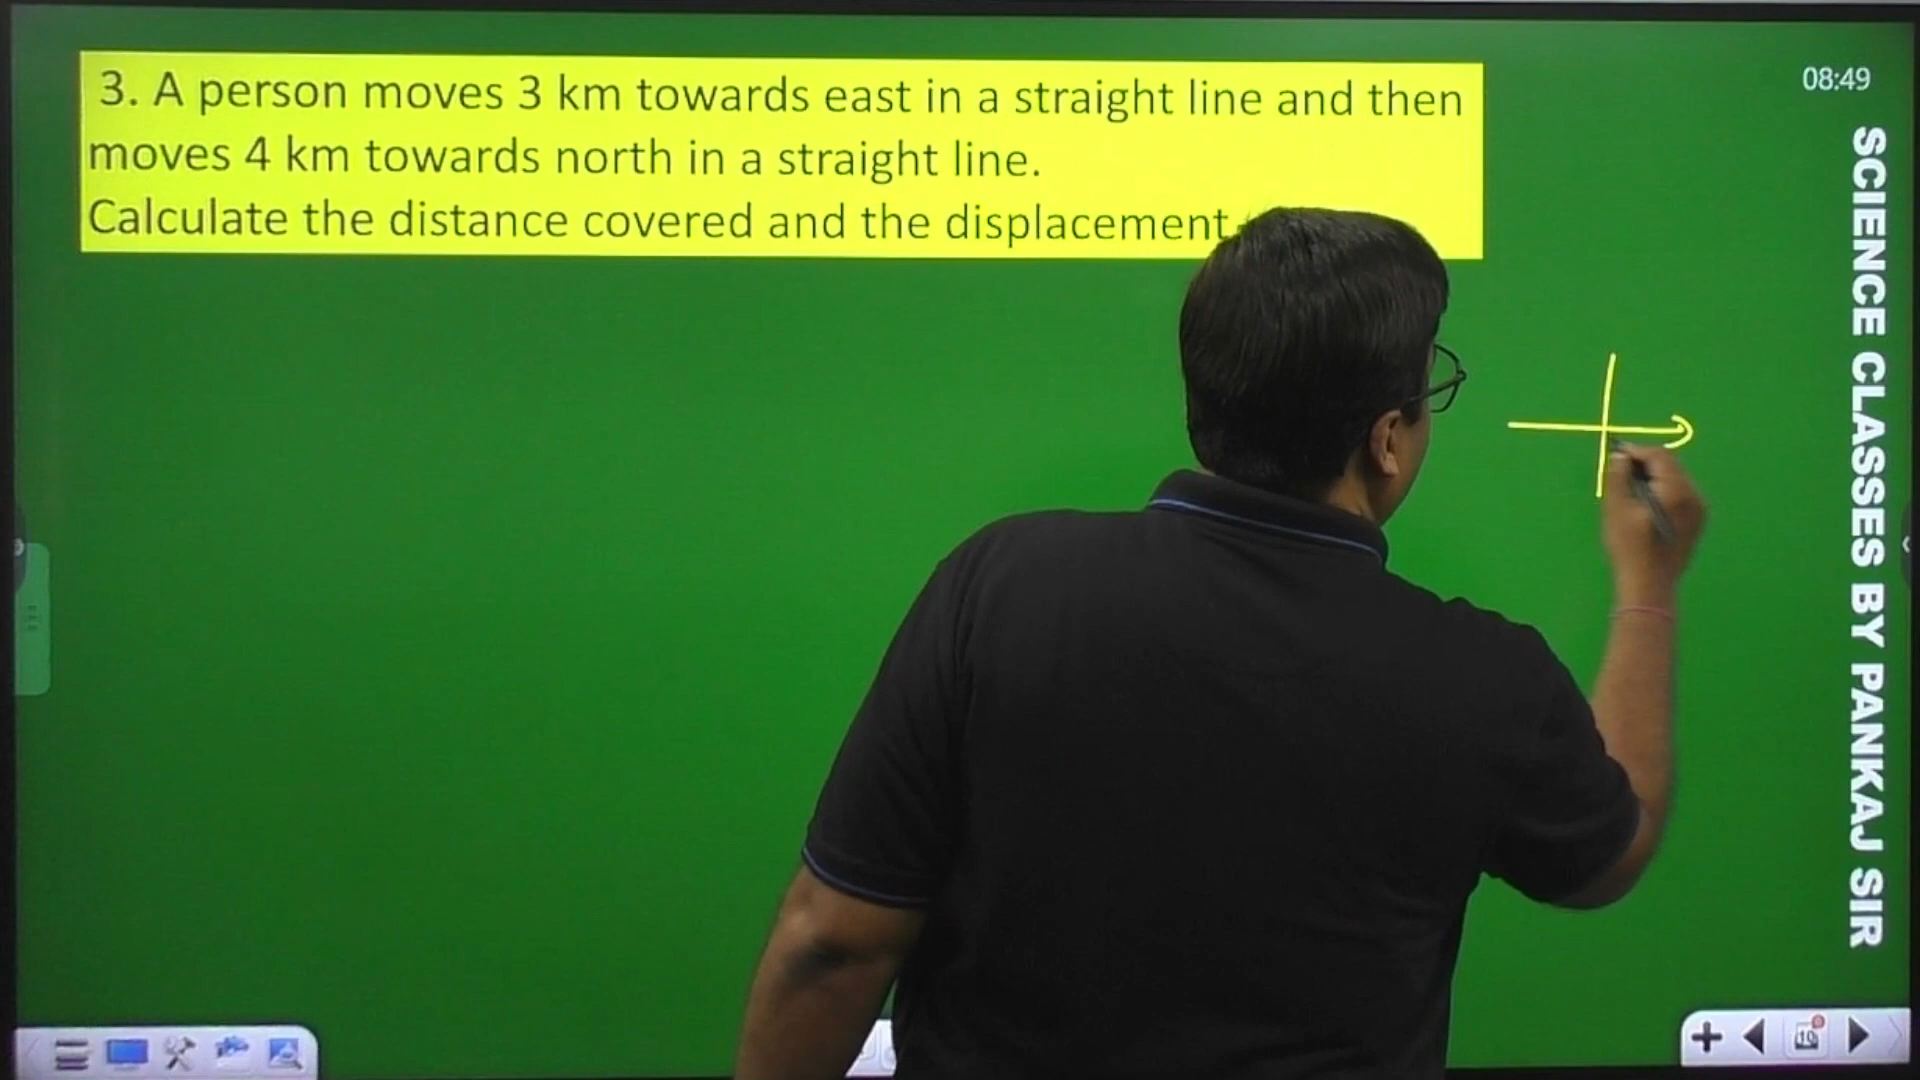 3. A person moves 3 km towards east in a straight line and then
moves 4 km towards north in a straight line.
Calculate the distance covered and the displacement
08:49
SCIENCE CLASSES BY PANKAJ SIR
10